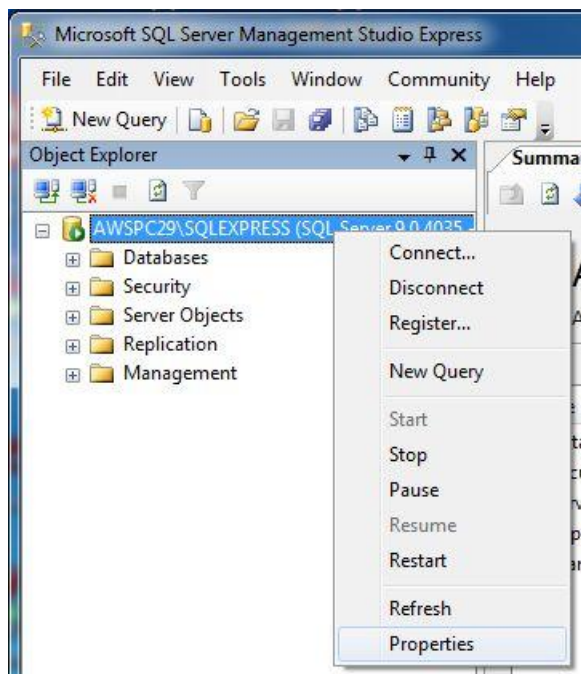 Microsoft SQL Server Management Studio Express
File Edit View Tools Window Community Help
New Query
Object Explorer
Summa
AWSPC29\SQLEXPRESS (SQL Server 9.0.4035 -
Databases
Security
Server Objects
Replication
Management
Connect...
Disconnect
Register...
New Query
Start
Stop
Pause
Resume
Restart
Refresh
Properties